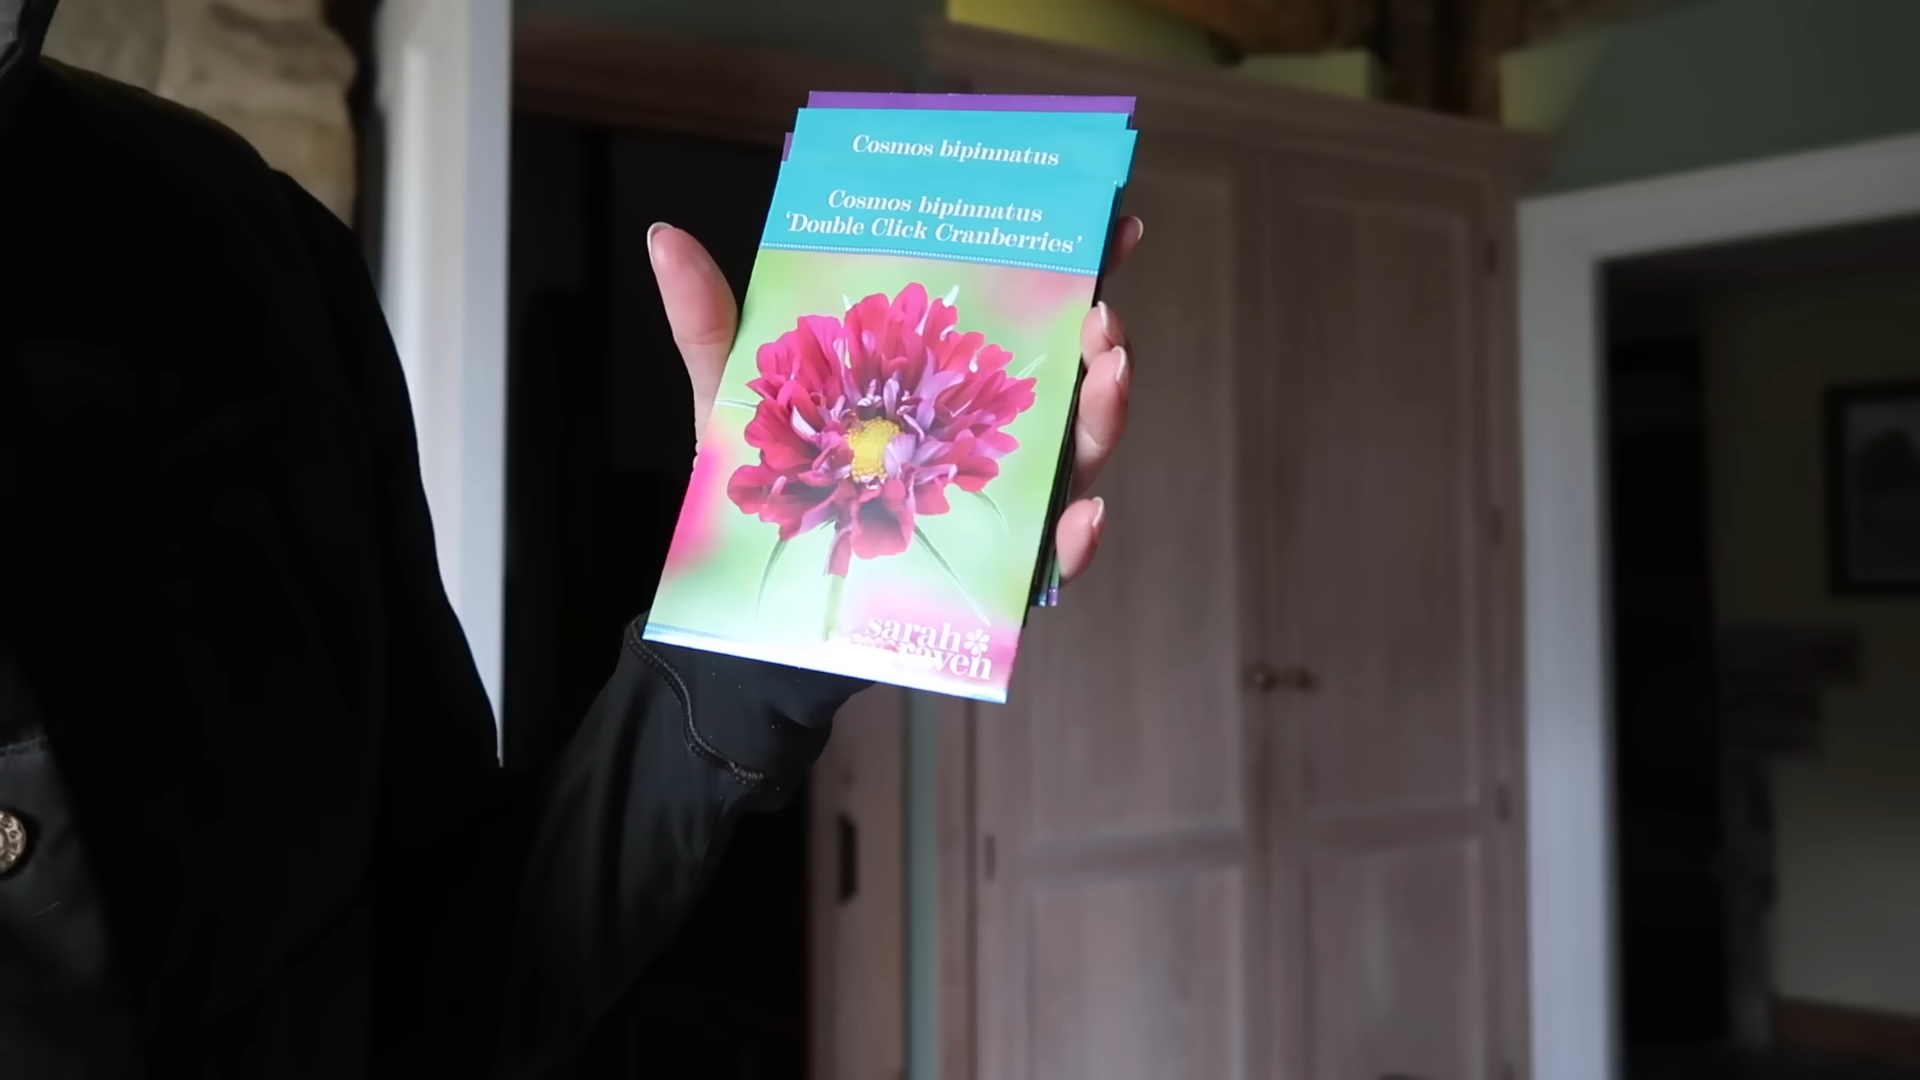 Cosmos bipinnatus
Cosmos bipinnatus
‘Double Click Cranberries’
sarah
raven